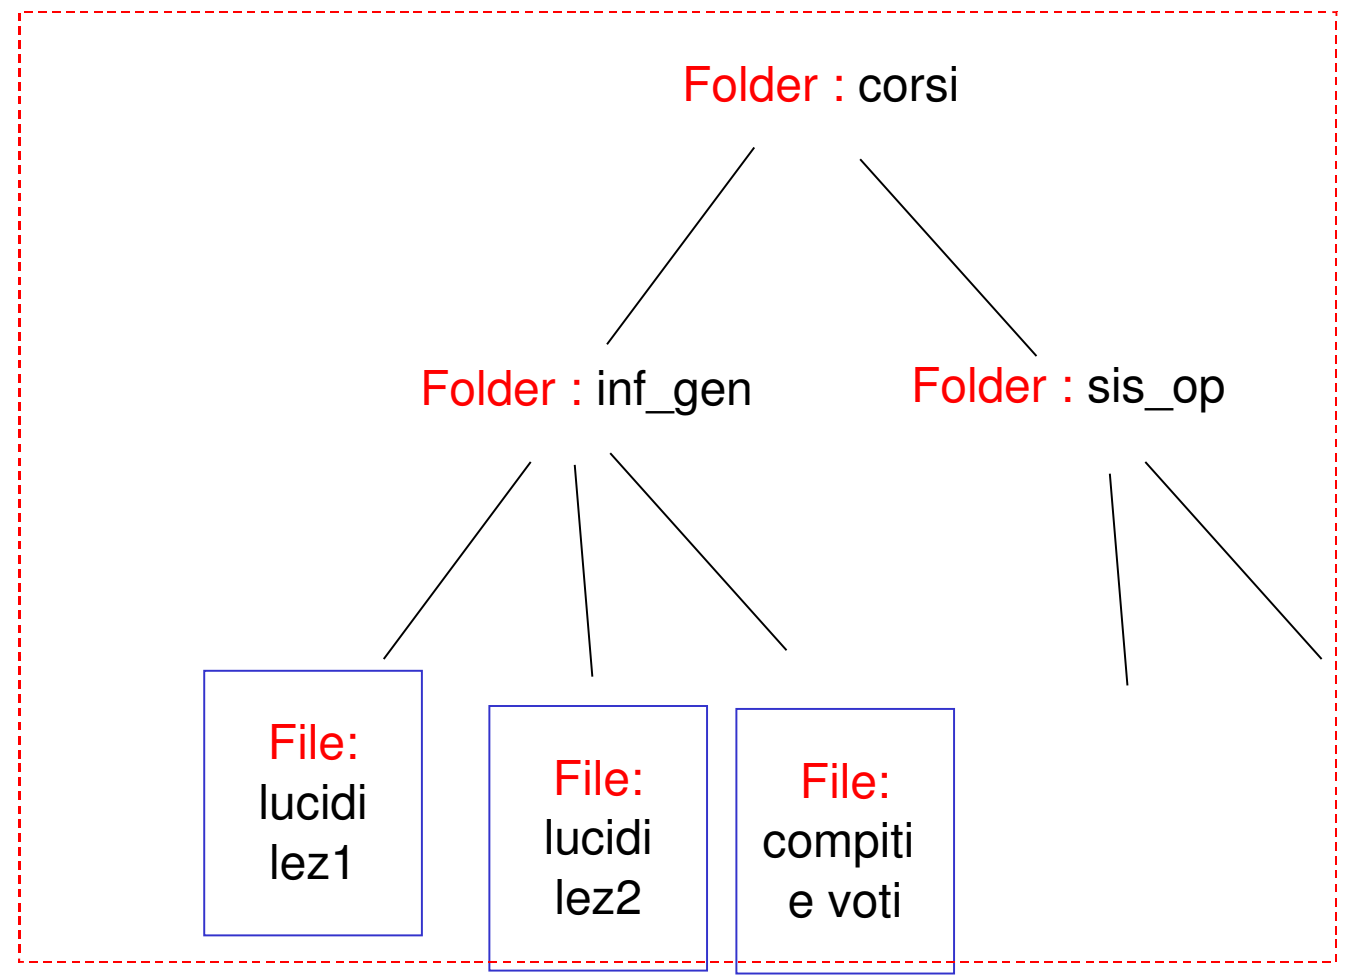 Folder : corsi
Folder : inf_gen
Folder : sis_op
File:
lucidi
lez1
File:
lucidi
lez2
File:
compiti
e voti